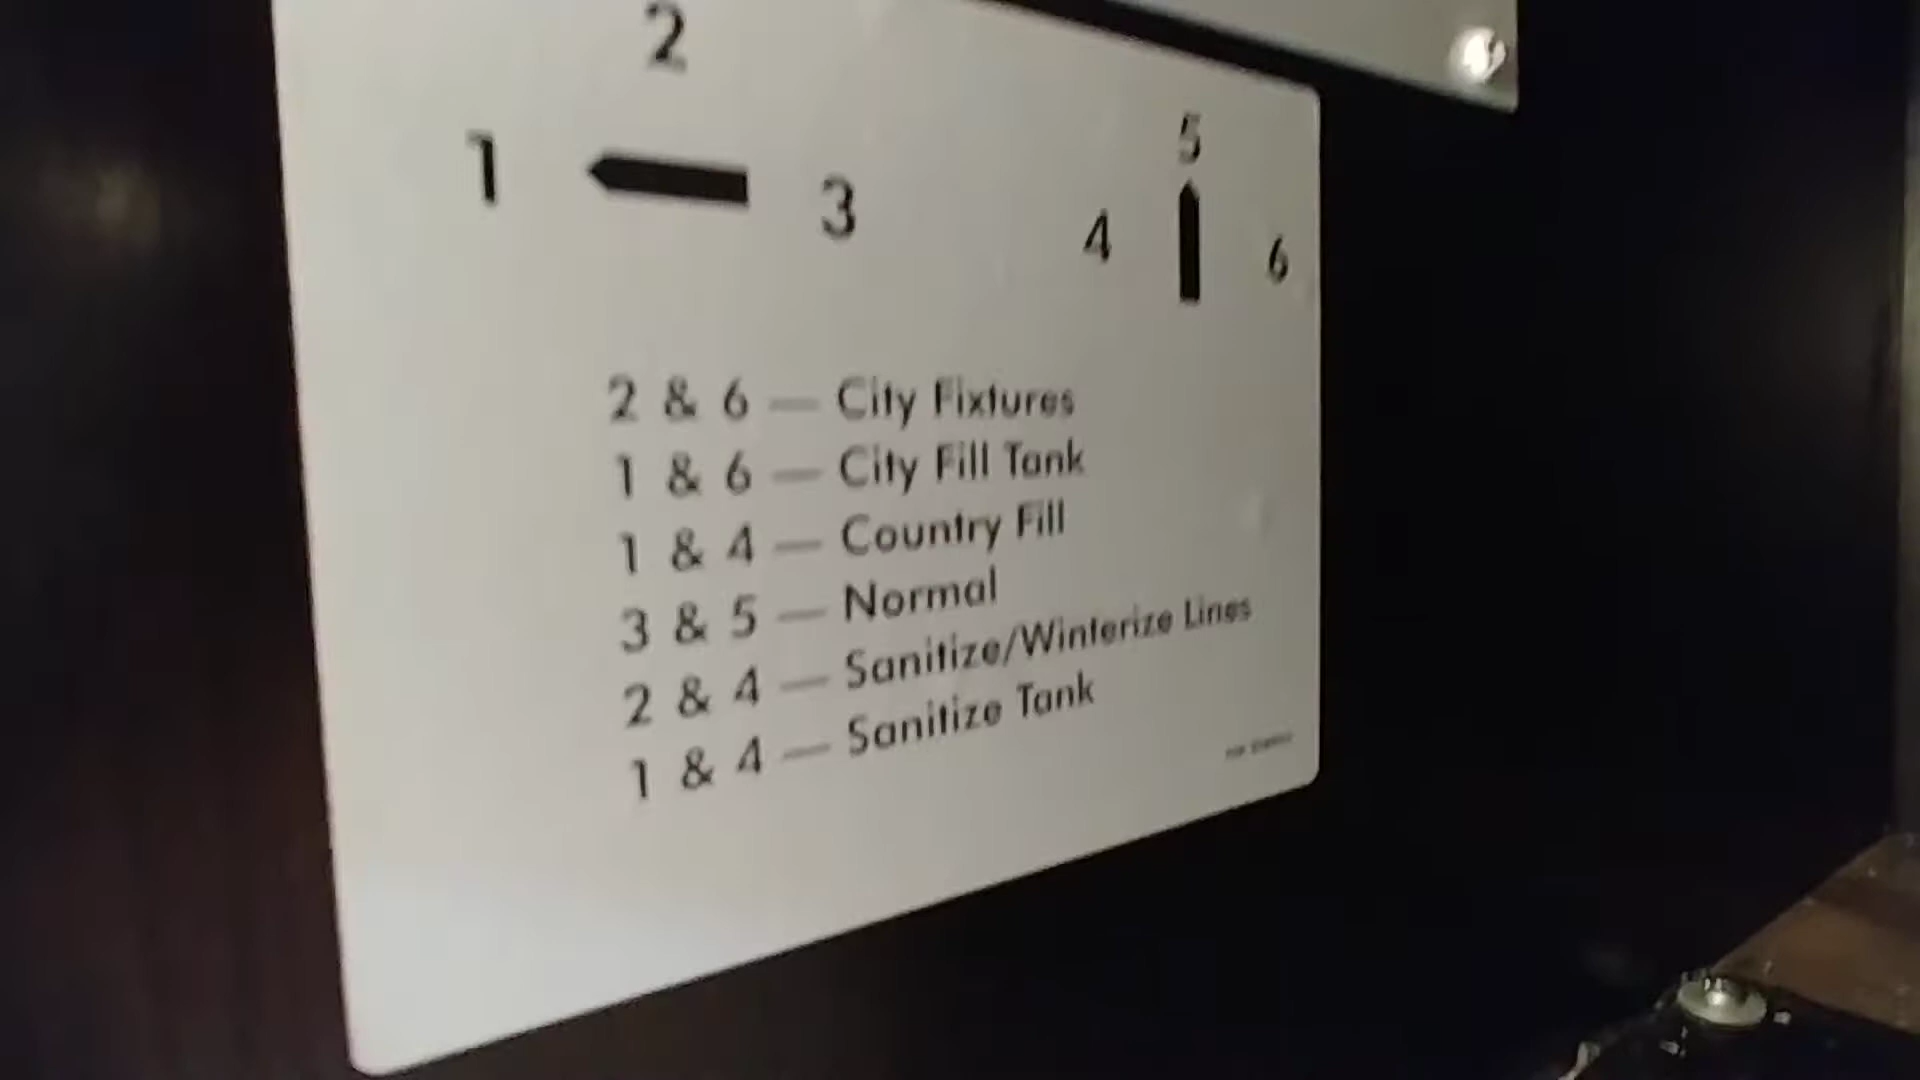 2
1 3
5
4 6
2 & 6 — City Fixtures
1 & 6 — City Fill Tank
1 & 4 — Country Fill
3 & 5 — Normal
2 & 4 — Sanitize/Winterize Lines
1 & 4 — Sanitize Tank